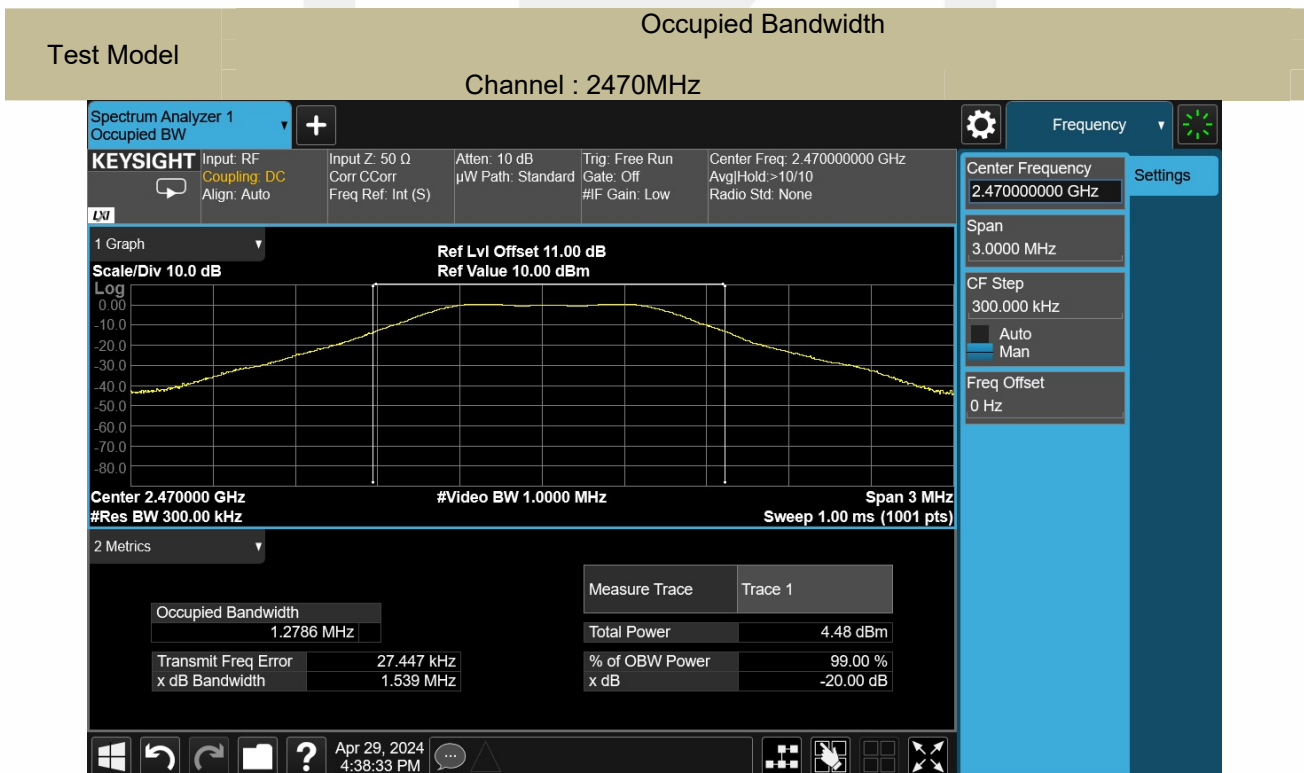 Occupied Bandwidth
Test Model
Channel : 2470MHz
Spectrum Analyzer 1
Occupied BW
Frequency
KEYSIGHT
LXI
Input: RF
Coupling: DC
Align: Auto
Input Z: 50 Ω
Corr CCorr
Freq Ref: Int (S)
Atten: 10 dB
µW Path: Standard
Trig: Free Run
Gate: Off
#IF Gain: Low
Center Freq: 2.470000000 GHz
Avg|Hold:>10/10
Radio Std: None
Center Frequency
2.470000000 GHz
Settings
Span
3.0000 MHz
CF Step
300.000 kHz
Auto
Man
Freq Offset
0 Hz
1 Graph
Scale/Div 10.0 dB
Ref Lvl Offset 11.00 dB
Ref Value 10.00 dBm
Log
0.00
-10.0
-20.0
-30.0
-40.0
-50.0
-60.0
-70.0
-80.0
Center 2.470000 GHz
#Video BW 1.0000 MHz
Span 3 MHz
#Res BW 300.00 kHz
Sweep 1.00 ms (1001 pts)
2 Metrics
Measure Trace Trace 1
Occupied Bandwidth
1.2786 MHz
Total Power 4.48 dBm
Transmit Freq Error 27.447 kHz
% of OBW Power 99.00 %
x dB Bandwidth 1.539 MHz
x dB -20.00 dB
?
Apr 29, 2024
4:38:33 PM